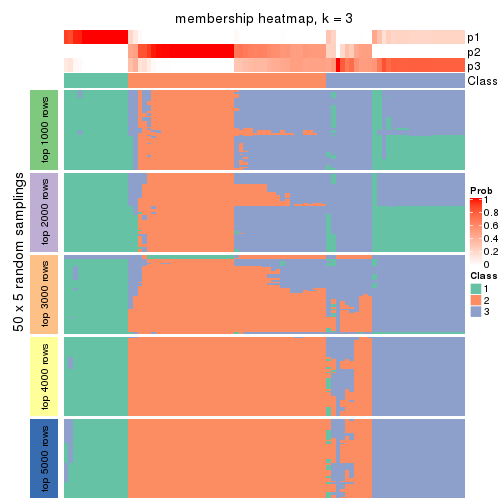 membership heatmap, k = 3
p1
p2
p3
Class
50 x 5 random samplings
top 1000 rows
top 2000 rows
top 3000 rows
top 4000 rows
top 5000 rows
Prob
1
0.8
0.6
0.4
0.2
0
Class
1
2
3